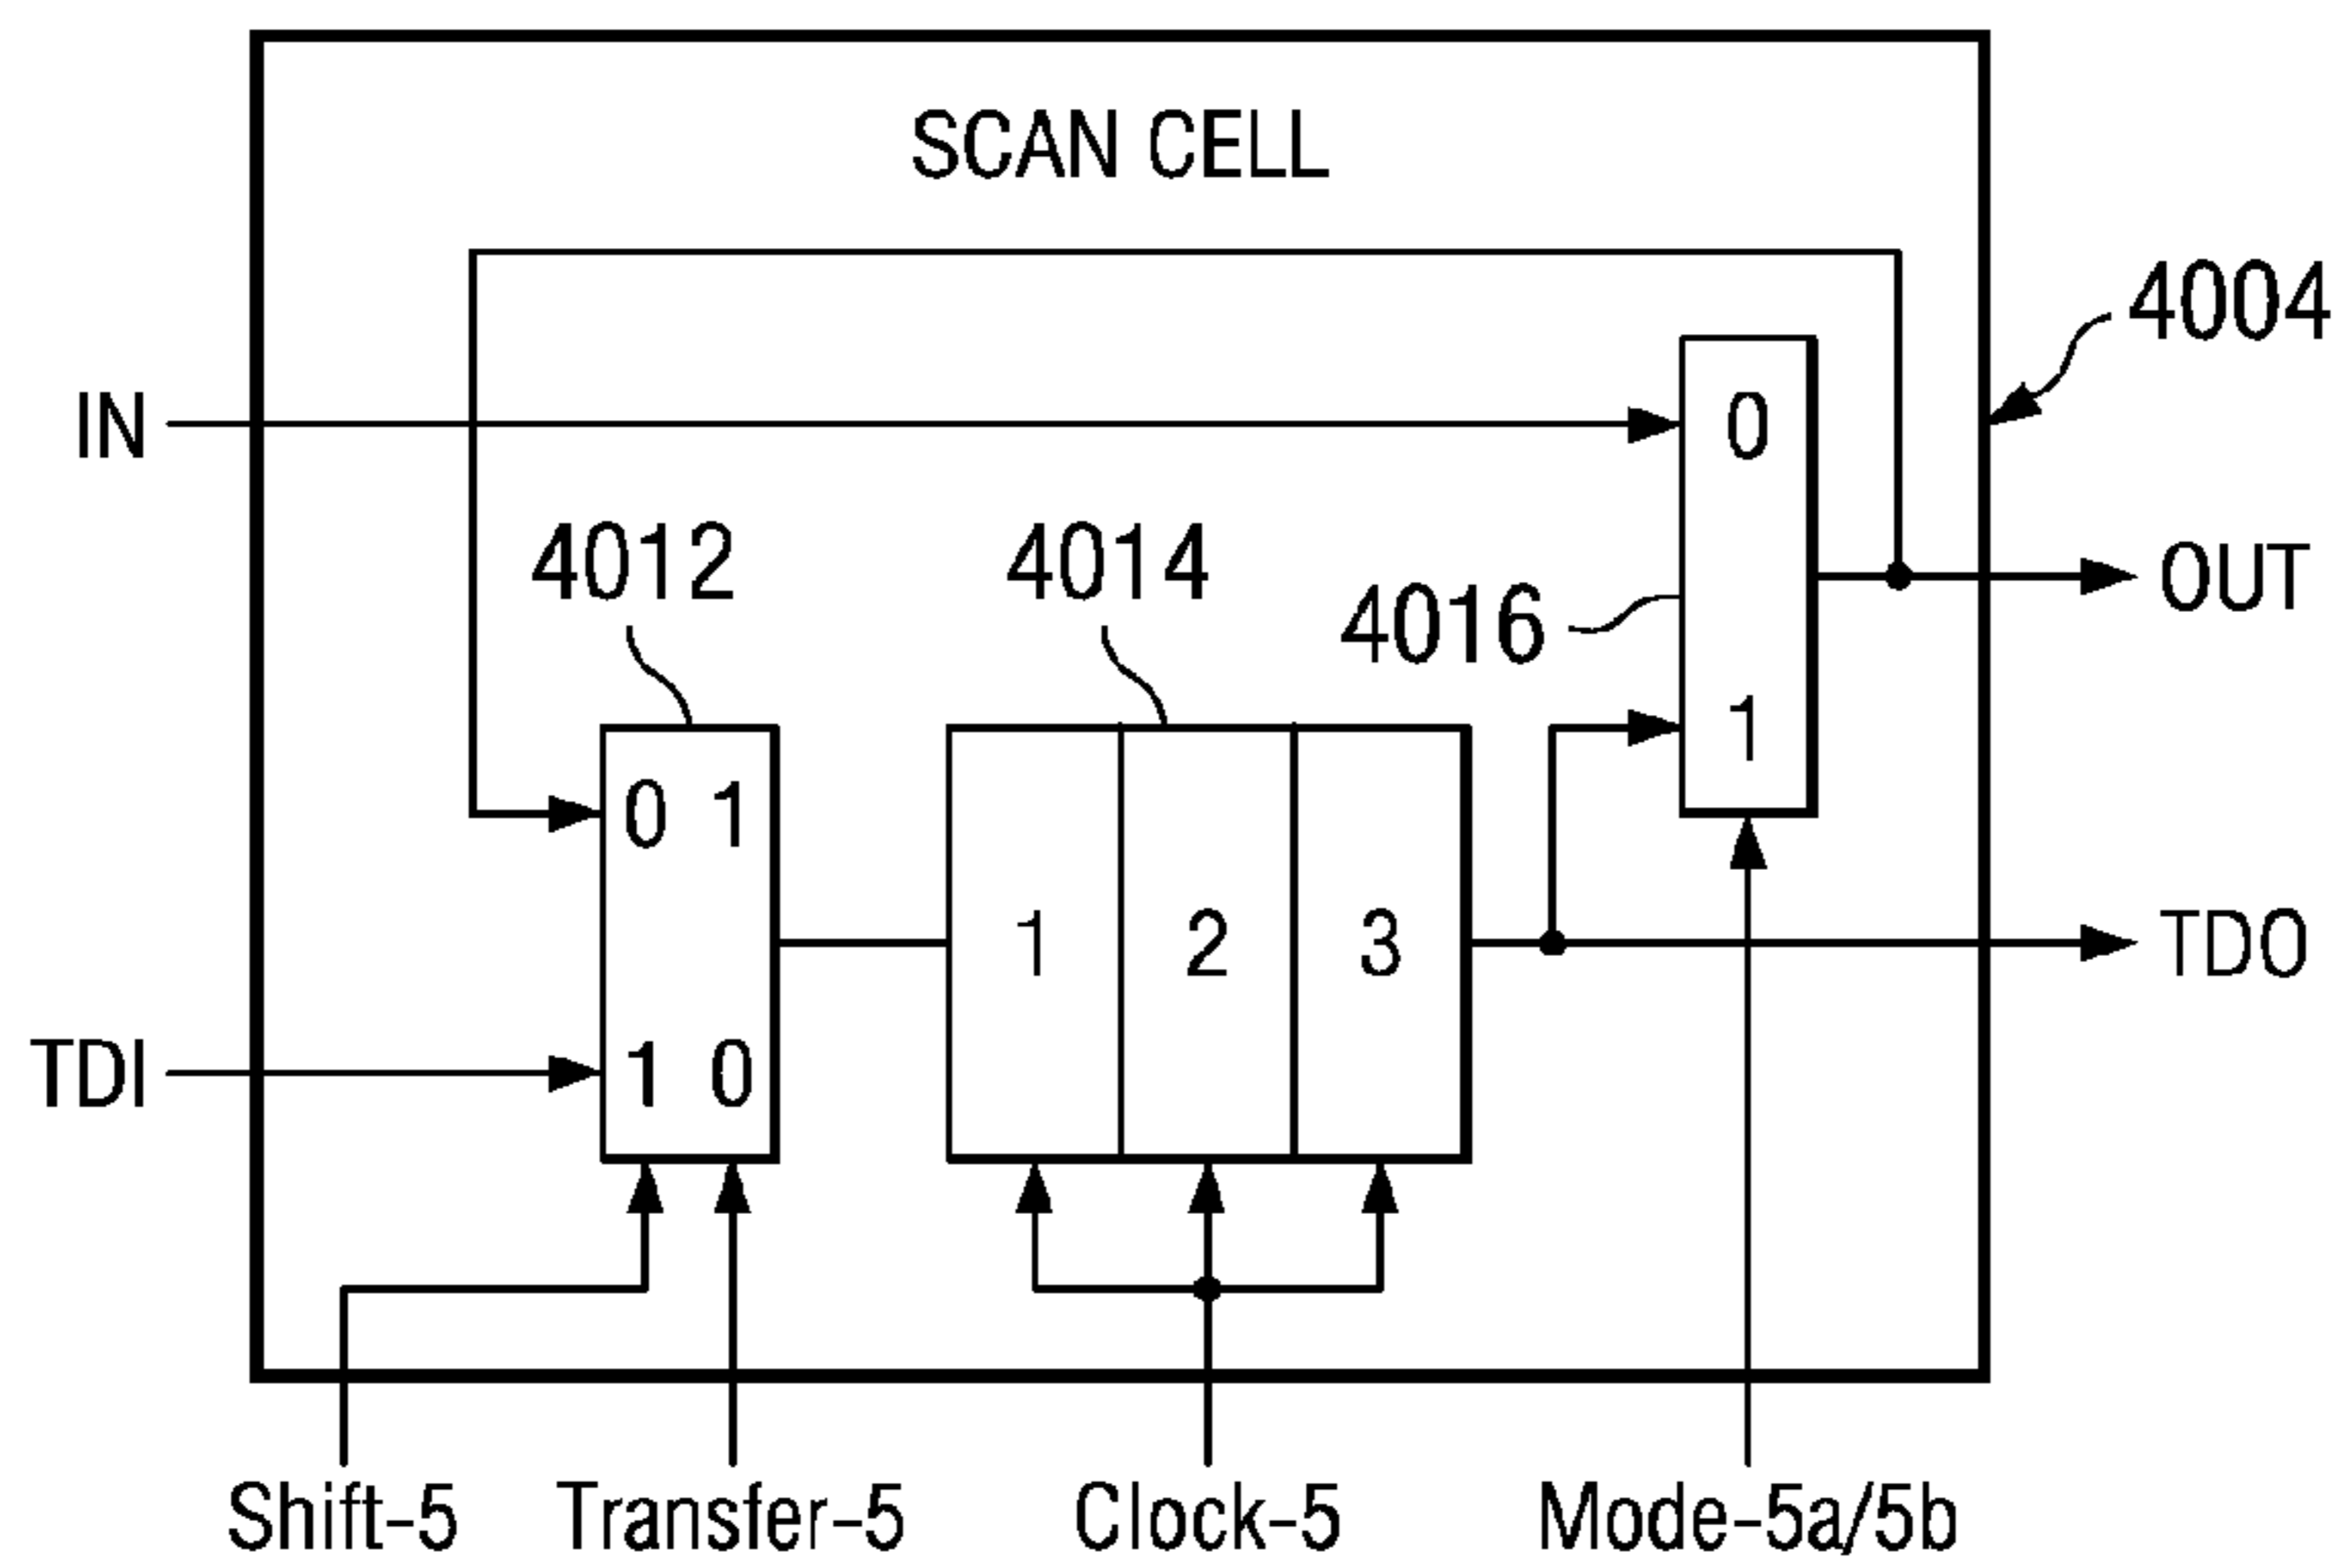 SCAN CELL
4004
IN
0
4012
4014
4016
OUT
1
0 1
1
2
3
TDO
TDI
1 0
Shift-5
Transfer-5
Clock-5
Mode-5a/5b